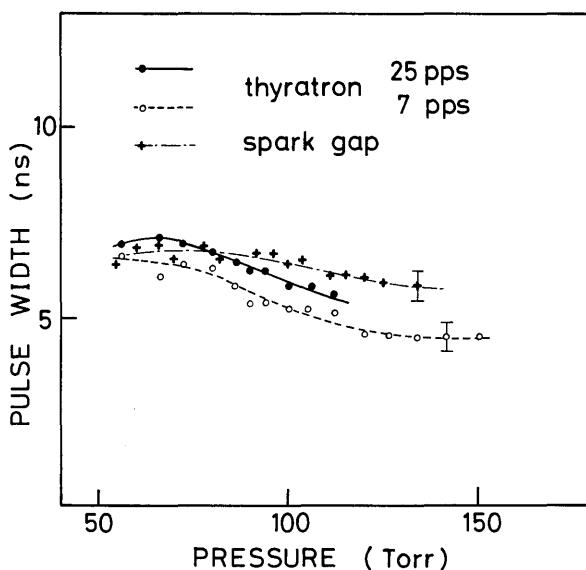 thyratron 25 pps
7 pps
spark gap
10
5
PULSE WIDTH (ns)
50 100 150
PRESSURE (Torr)